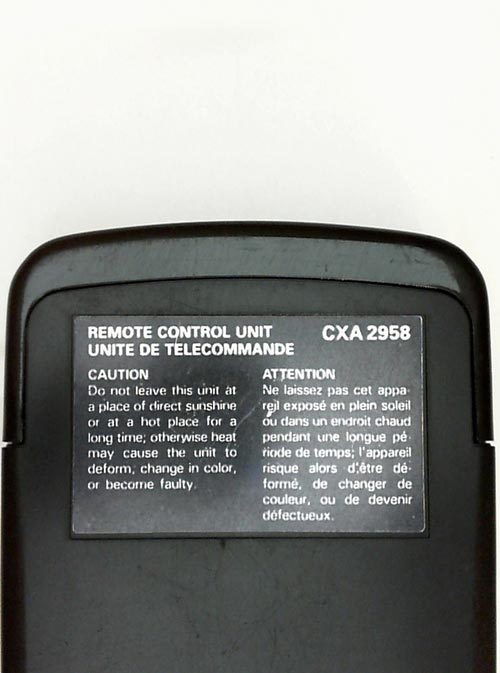 REMOTE CONTROL UNIT CXA 2958
UNITE DE TELECOMMANDE
CAUTION
Do not leave this unit at
a place of direct sunshine
or at a hot place for a
long time; otherwise heat
may cause the unit to
deform, change in color,
or become faulty.
ATTENTION
Ne laissez pas cet appa-
reil exposé en plein soleil
ou dans un endroit chaud
pendant une longue pé-
riode de temps; l'appareil
risque alors d'être dé-
formé, de changer de
couleur, ou de devenir
défectueux.